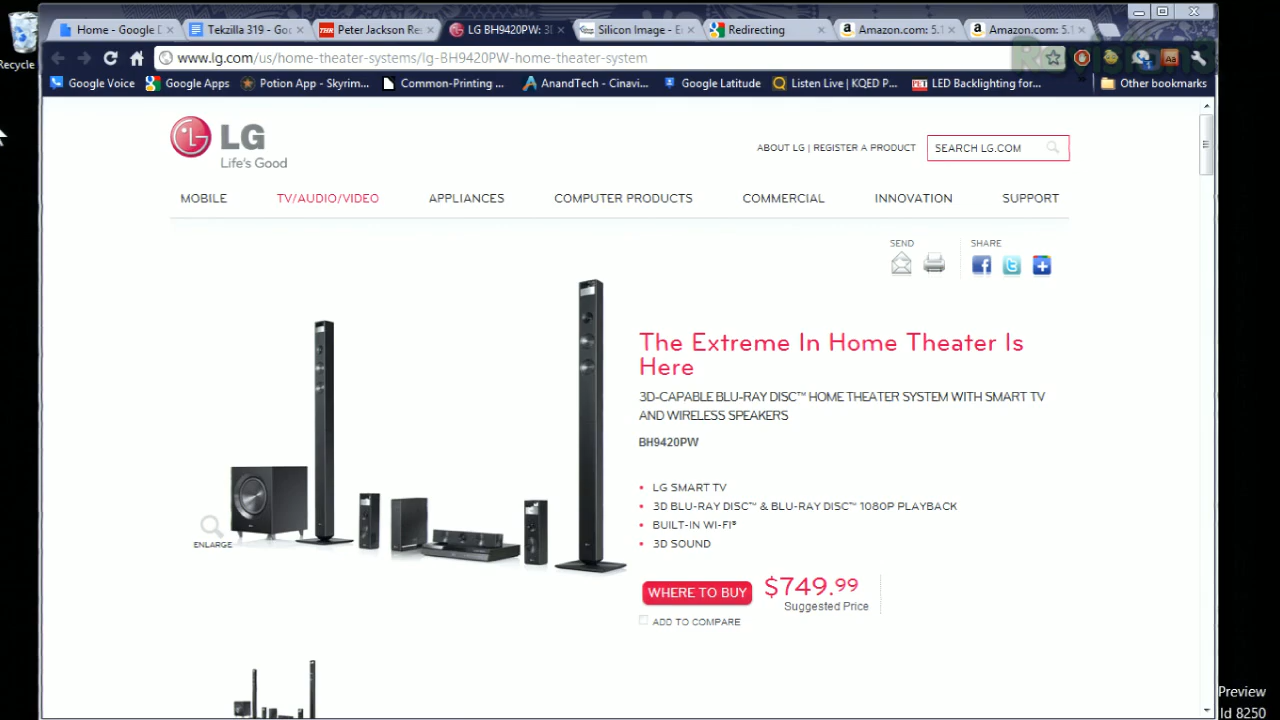 Home - Google D
Tekzilla 319 - Goo
Peter Jackson Re
LG BH9420PW: 3D
Silicon Image - E
Redirecting
Amazon.com: 5.1
Amazon.com: 5.1
www.lg.com/us/home-theater-systems/lg-BH9420PW-home-theater-system
Recycle
Google Voice
Google Apps
Potion App - Skyrim...
Common-Printing ...
AnandTech - Cinavi...
Google Latitude
Listen Live | KQED P...
LED Backlighting for...
Other bookmarks
LG
Life's Good
ABOUT LG | REGISTER A PRODUCT
SEARCH LG.COM
MOBILE
TV/AUDIO/VIDEO
APPLIANCES
COMPUTER PRODUCTS
COMMERCIAL
INNOVATION
SUPPORT
SEND
SHARE
The Extreme In Home Theater Is
Here
3D-CAPABLE BLU-RAY DISC™ HOME THEATER SYSTEM WITH SMART TV
AND WIRELESS SPEAKERS
BH9420PW
LG SMART TV
3D BLU-RAY DISC™ & BLU-RAY DISC™ 1080P PLAYBACK
BUILT-IN WI-FI®
3D SOUND
ENLARGE
WHERE TO BUY
$749.99
Suggested Price
ADD TO COMPARE
Preview
ld 8250